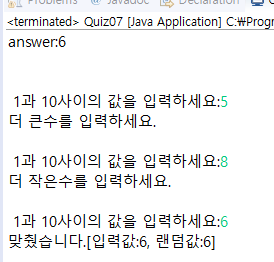 Problems Javadoc Declaration
<terminated> Quiz07 [Java Application] C:\Prog
answer:6
1과 10사이의 값을 입력하세요:5
더 큰수를 입력하세요.
1과 10사이의 값을 입력하세요:8
더 작은수를 입력하세요.
1과 10사이의 값을 입력하세요:6
맞췄습니다.[입력값:6, 랜덤값:6]